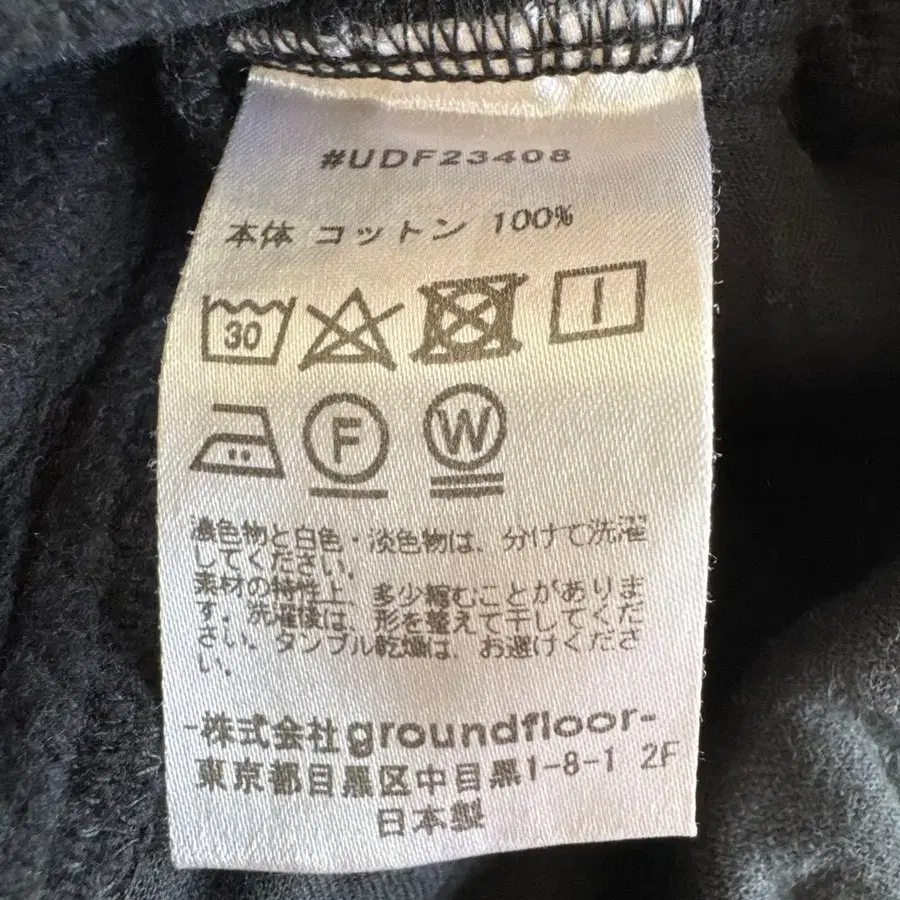 #UDF23408
本体 コットン 100%
30
F
W
濃色物と白色・淡色物は、分けて洗濯
してください。
素材の特性上、多少縮むことがありま
す。洗濯後は、形を整えて干してくだ
さい。タンブル乾燥は、お避けくださ
い。
-株式会社groundfloor-
東京都目黒区中目黒1-8-1 2F
日本製